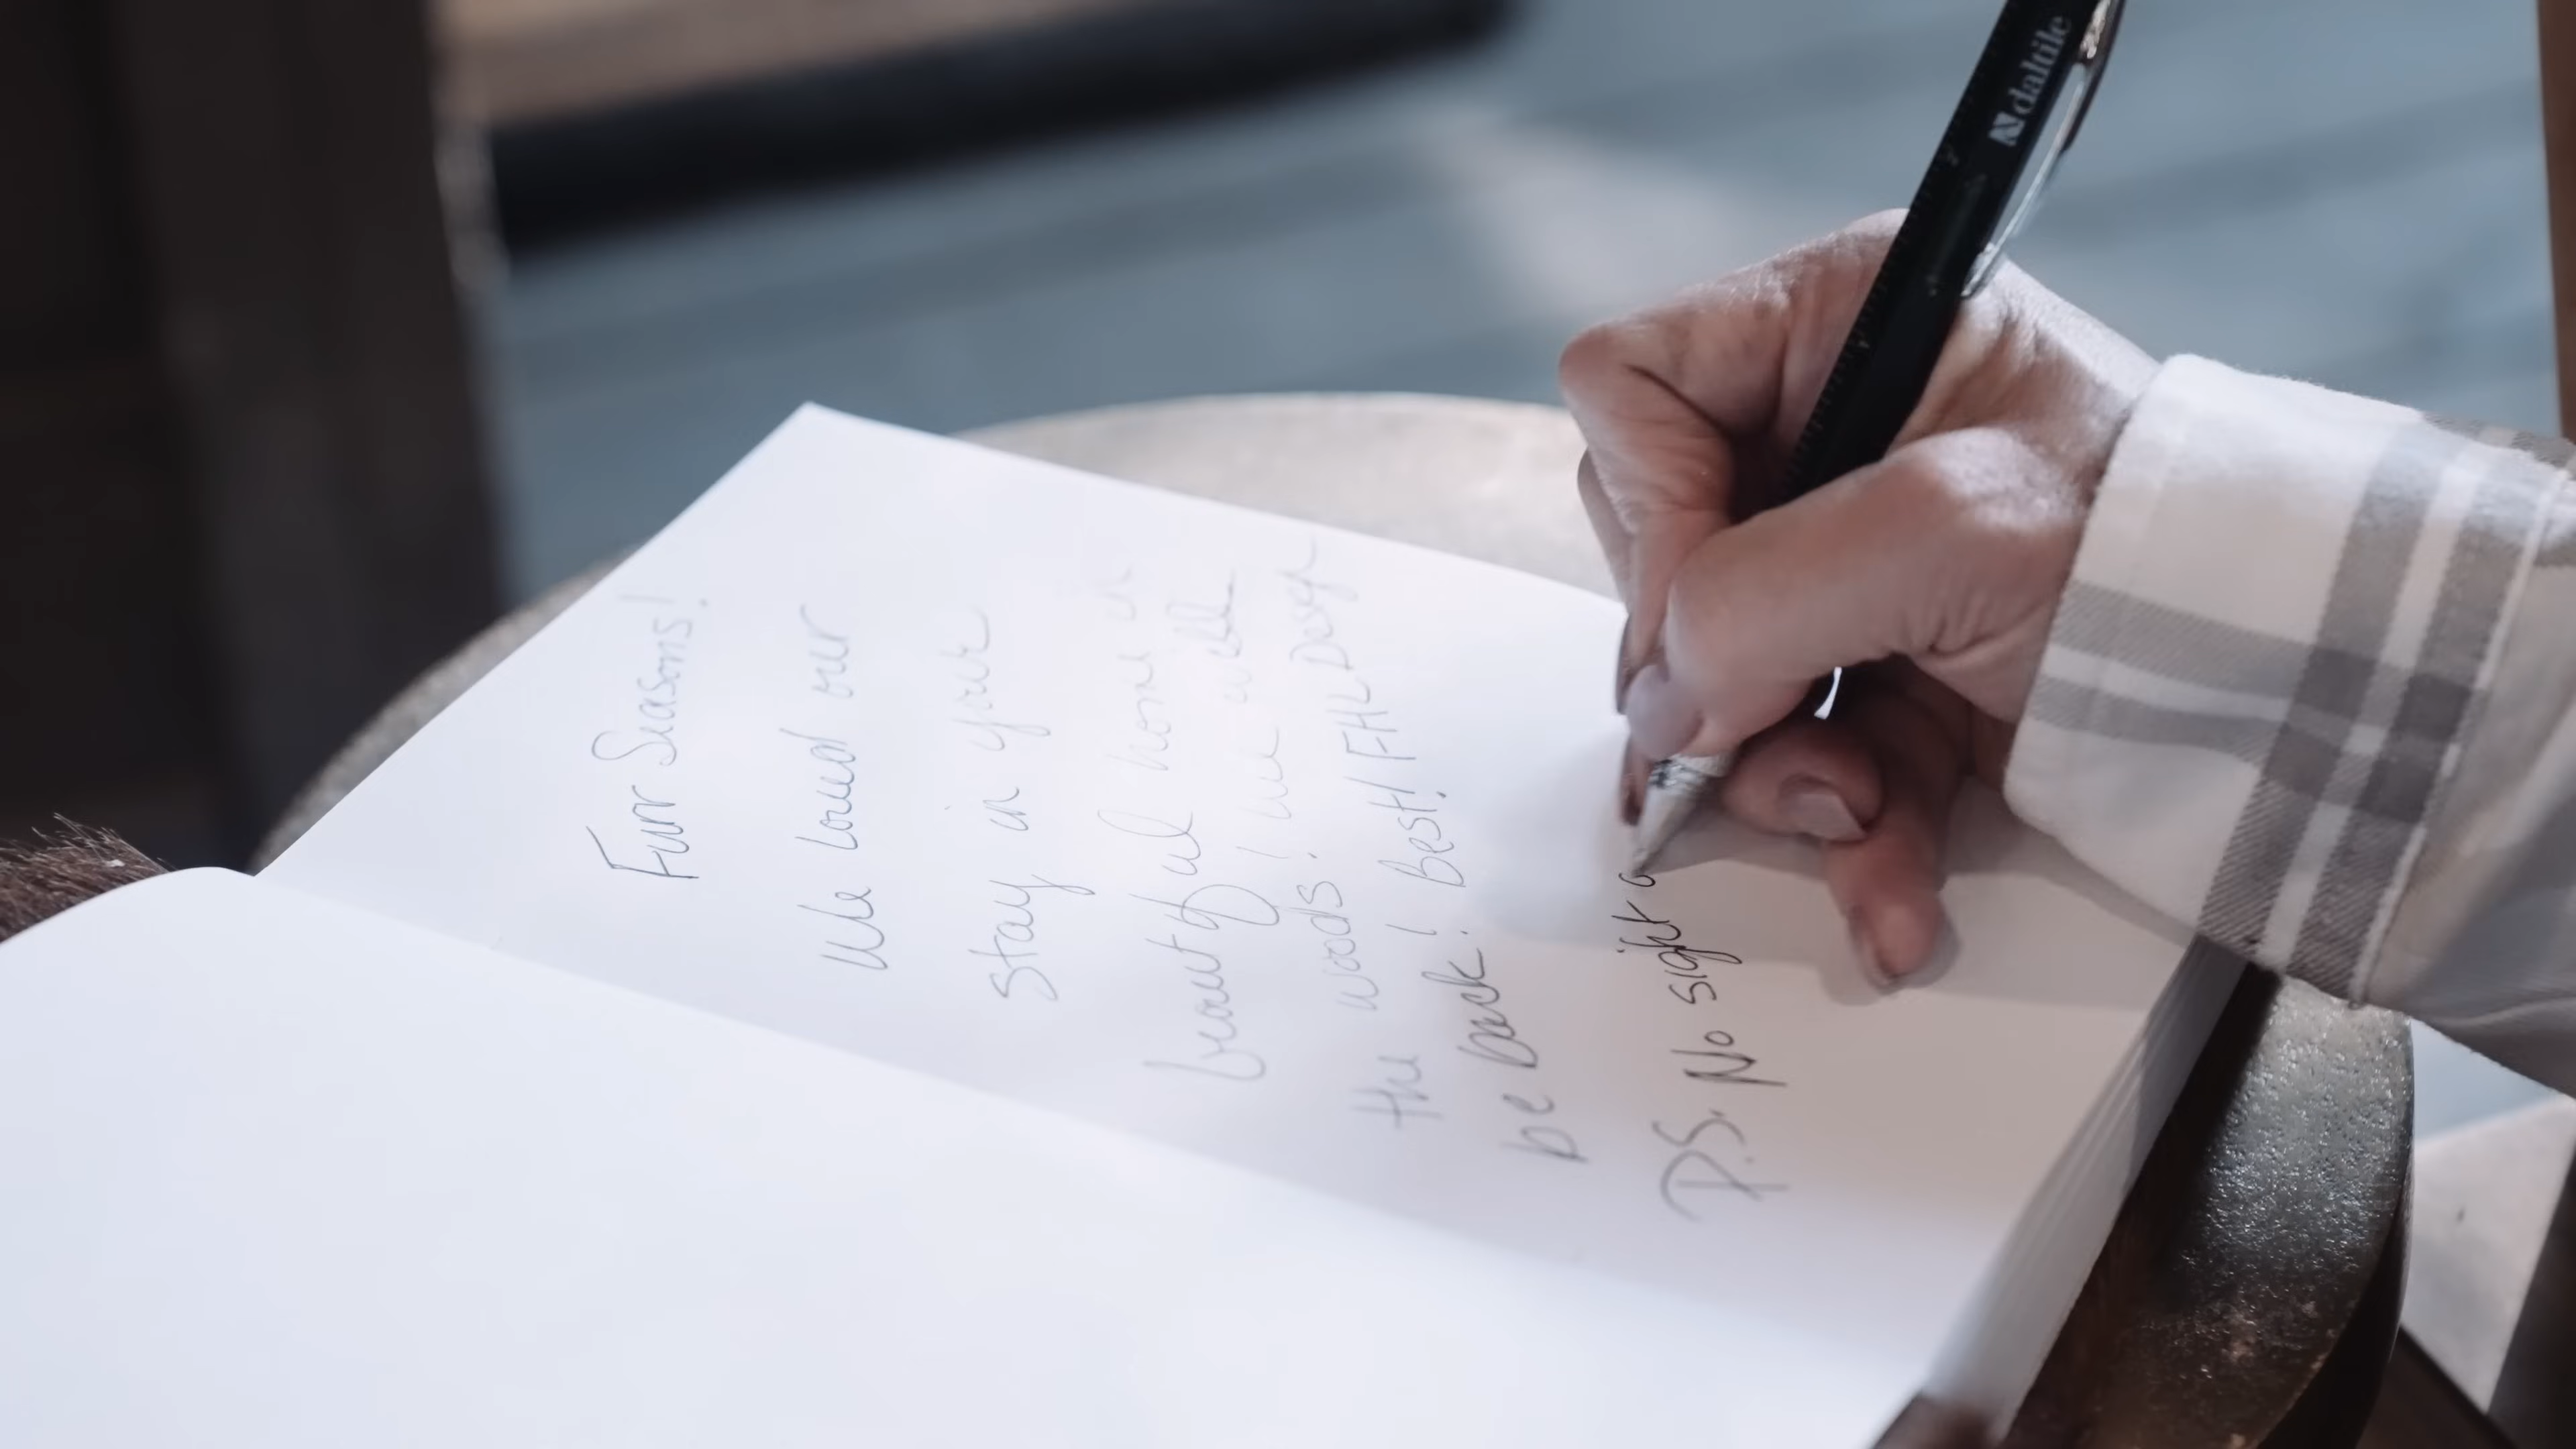 daltile
Fur Seasons!
We loved our
stay in your
beautiful home in
the woods! we will
be back! Best! FHL Design
P.S. No sight